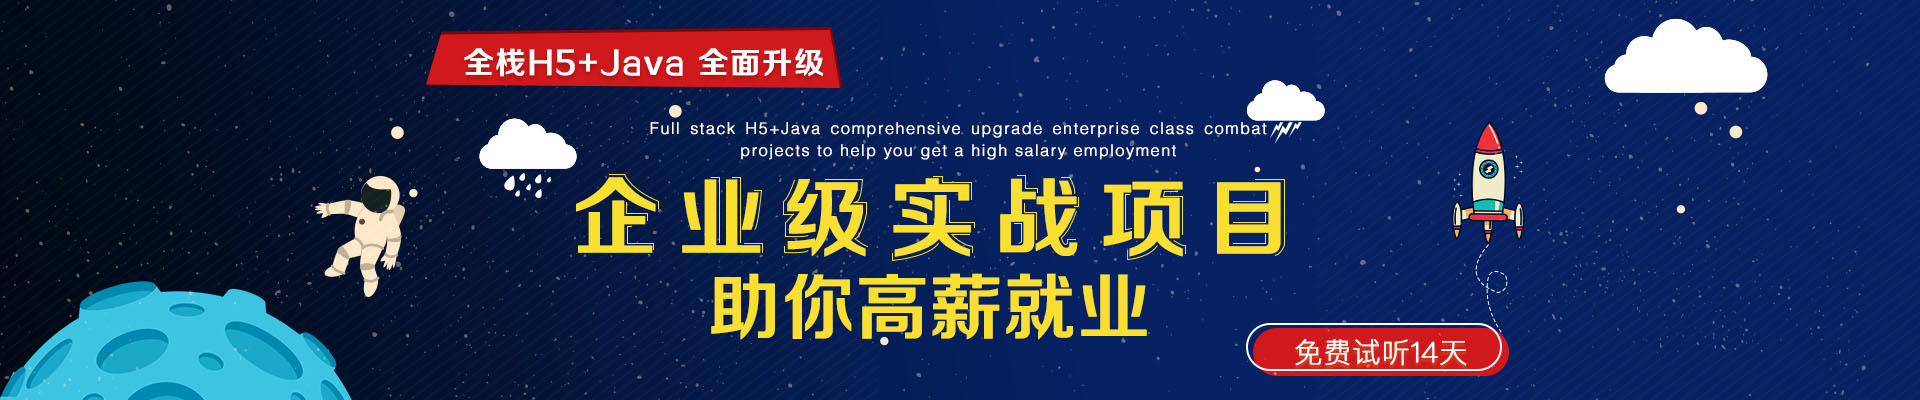 全栈H5+Java 全面升级
Full stack H5+Java comprehensive upgrade enterprise class combat
projects to help you get a high salary employment
企业级实战项目
助你高薪就业
免费试听14天